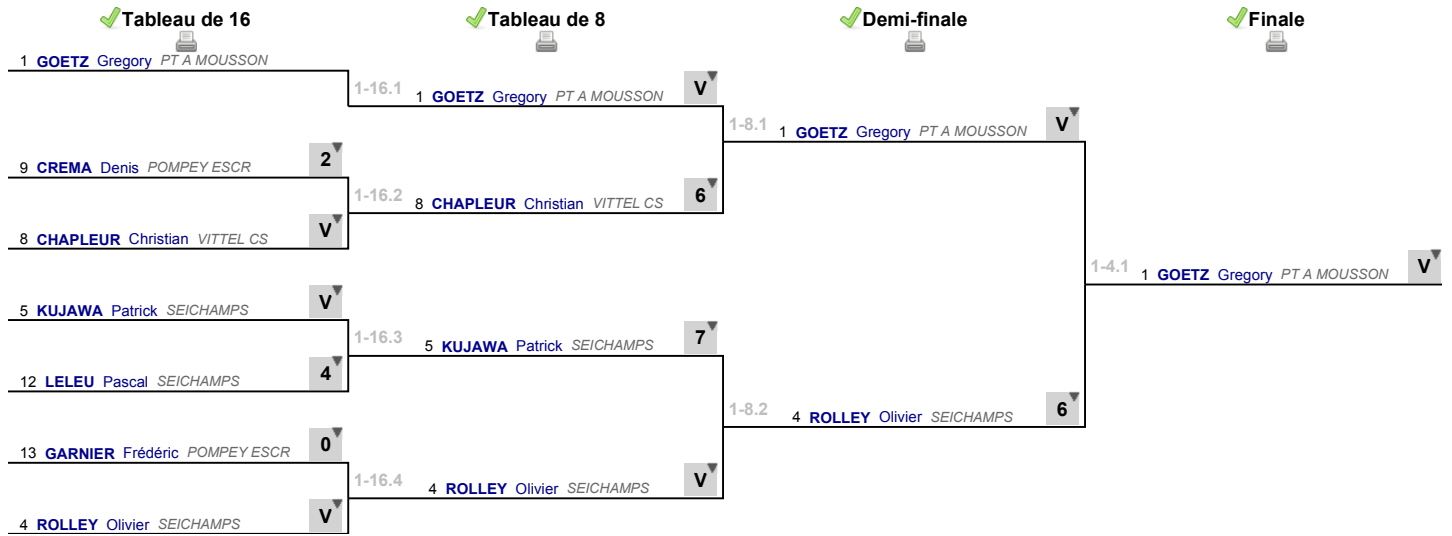 Tableau de 16 Tableau de 8 Demi-finale Finale
1 GOETZ Gregory PT A MOUSSON
1-16.1 1 GOETZ Gregory PT A MOUSSON V
1-8.1 1 GOETZ Gregory PT A MOUSSON V
9 CREMA Denis POMPEY ESCR 2
1-16.2 8 CHAPLEUR Christian VITTEL CS 6
8 CHAPLEUR Christian VITTEL CS V
1-4.1 1 GOETZ Gregory PT A MOUSSON V
5 KUJAWA Patrick SEICHAMPS V
1-16.3 5 KUJAWA Patrick SEICHAMPS 7
12 LELEU Pascal SEICHAMPS 4
1-8.2 4 ROLLEY Olivier SEICHAMPS 6
13 GARNIER Frédéric POMPEY ESCR 0
1-16.4 4 ROLLEY Olivier SEICHAMPS V
4 ROLLEY Olivier SEICHAMPS V